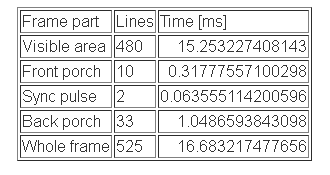 Frame part Lines Time [ms]
Visible area 480 15.253227408143
Front porch 10 0.31777557100298
Sync pulse 2 0.063555114200596
Back porch 33 1.0486593843098
Whole frame 525 16.683217477656